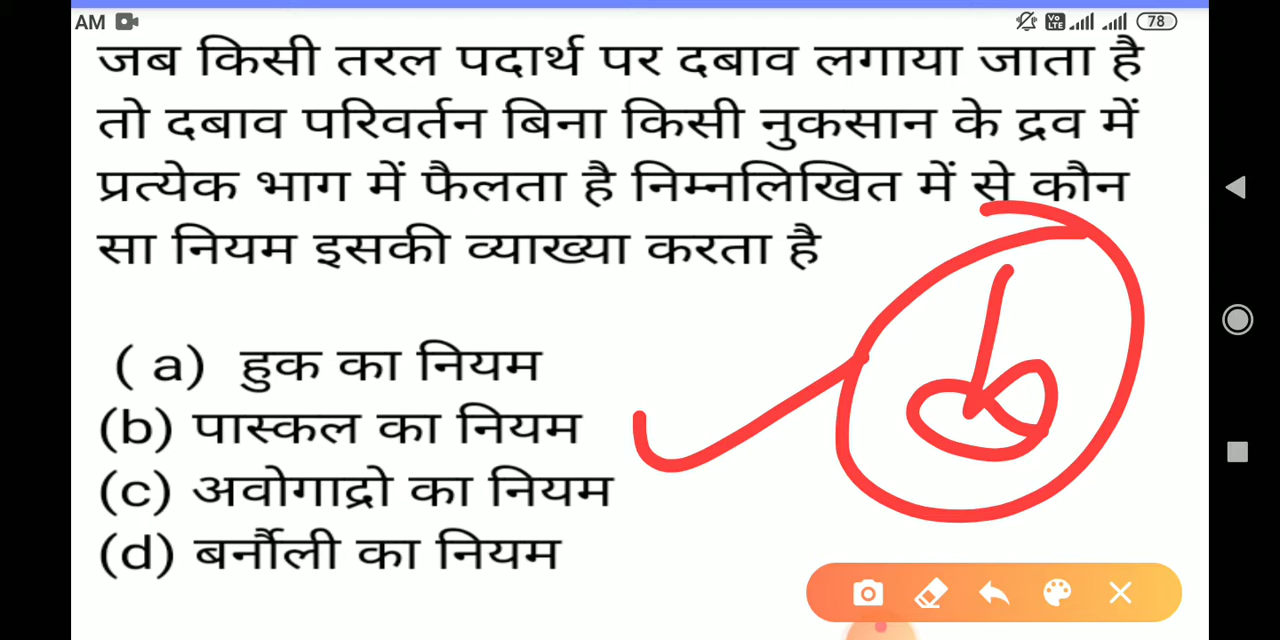 AM VoLTE 78
जब किसी तरल पदार्थ पर दबाव लगाया जाता है
तो दबाव परिवर्तन बिना किसी नुकसान के द्रव में
प्रत्येक भाग में फैलता है निम्नलिखित में से कौन
सा नियम इसकी व्याख्या करता है
( a) हुक का नियम
(b) पास्कल का नियम
(c) अवोगाद्रो का नियम
(d) बर्नौली का नियम
b